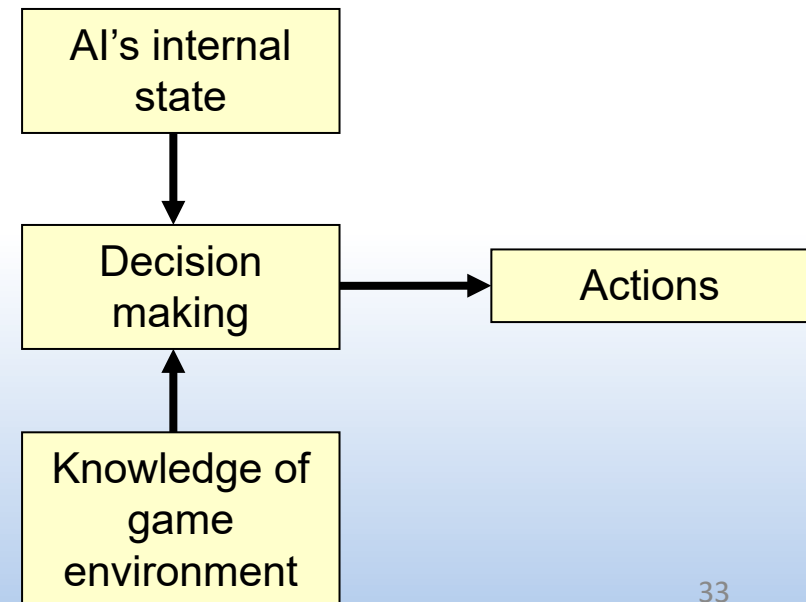 AI’s internal
state
Decision
making
Actions
Knowledge of
game
environment
33